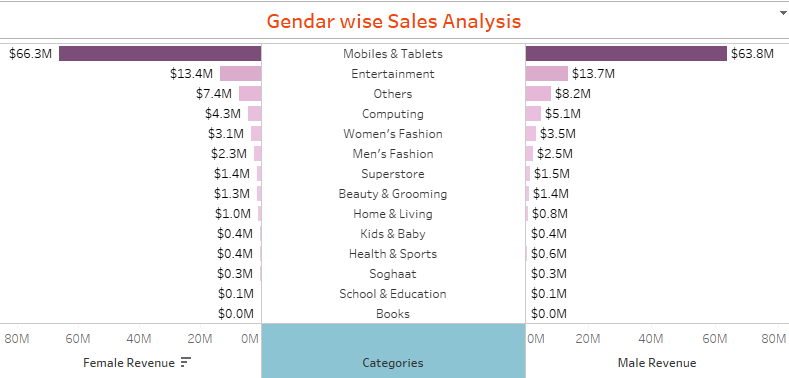 Gendar wise Sales Analysis
$66.3M Mobiles & Tablets $63.8M
$13.4M Entertainment $13.7M
$7.4M Others $8.2M
$4.3M Computing $5.1M
$3.1M Women's Fashion $3.5M
$2.3M Men's Fashion $2.5M
$1.4M Superstore $1.5M
$1.3M Beauty & Grooming $1.4M
$1.0M Home & Living $0.8M
$0.4M Kids & Baby $0.4M
$0.4M Health & Sports $0.6M
$0.3M Soghaat $0.3M
$0.1M School & Education $0.1M
$0.0M Books $0.0M
80M 60M 40M 20M 0M 0M 20M 40M 60M 80M
Female Revenue Categories Male Revenue